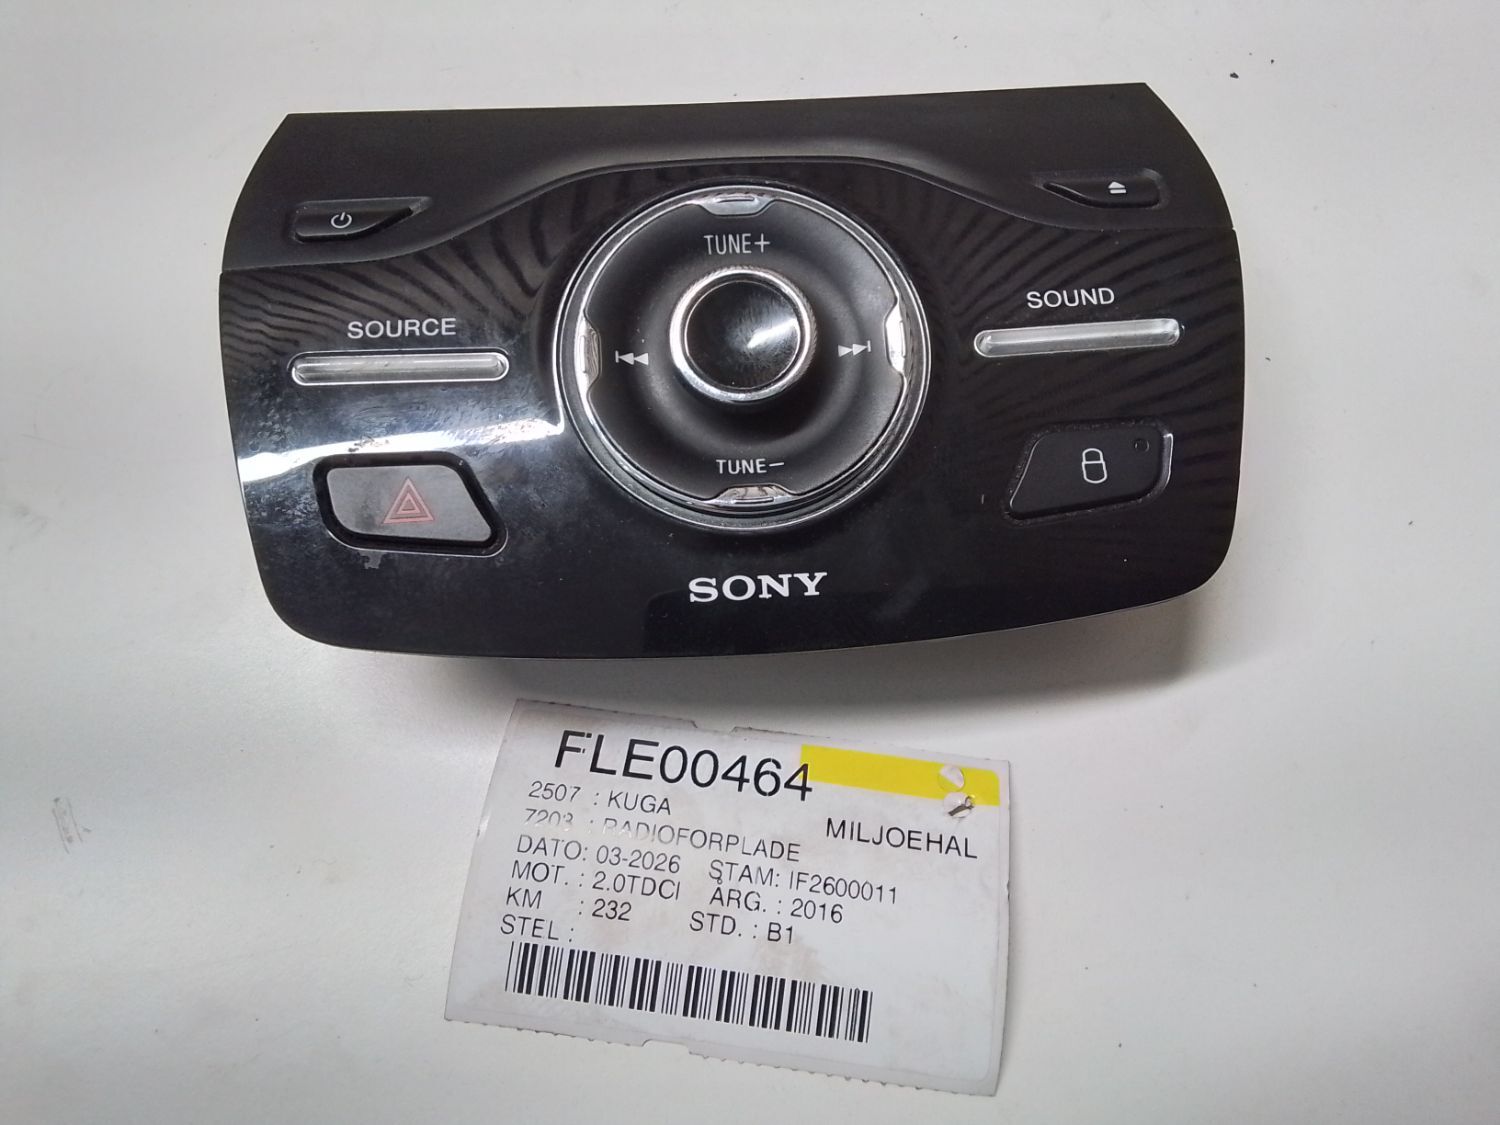 TUNE+
SOURCE
SOUND
TUNE−
SONY
FLE00464
2507 : KUGA
MILJOEHAL
7203 : RADIOFORPLADE
DATO: 03-2026 STAM: IF2600011
MOT. : 2.0TDCI ÅRG. : 2016
KM : 232 STD. : B1
STEL :